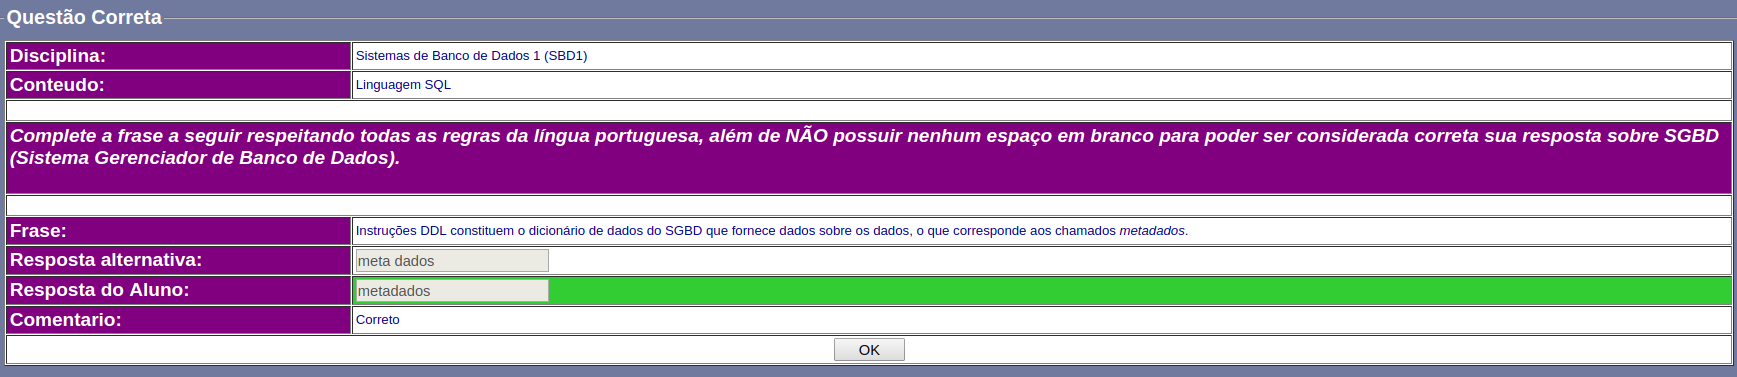 Questão Correta
Disciplina: Sistemas de Banco de Dados 1 (SBD1)
Conteudo: Linguagem SQL
Complete a frase a seguir respeitando todas as regras da língua portuguesa, além de NÃO possuir nenhum espaço em branco para poder ser considerada correta sua resposta sobre SGBD
(Sistema Gerenciador de Banco de Dados).
Frase: Instruções DDL constituem o dicionário de dados do SGBD que fornece dados sobre os dados, o que corresponde aos chamados metadados.
Resposta alternativa: meta dados
Resposta do Aluno: metadados
Comentario: Correto
OK